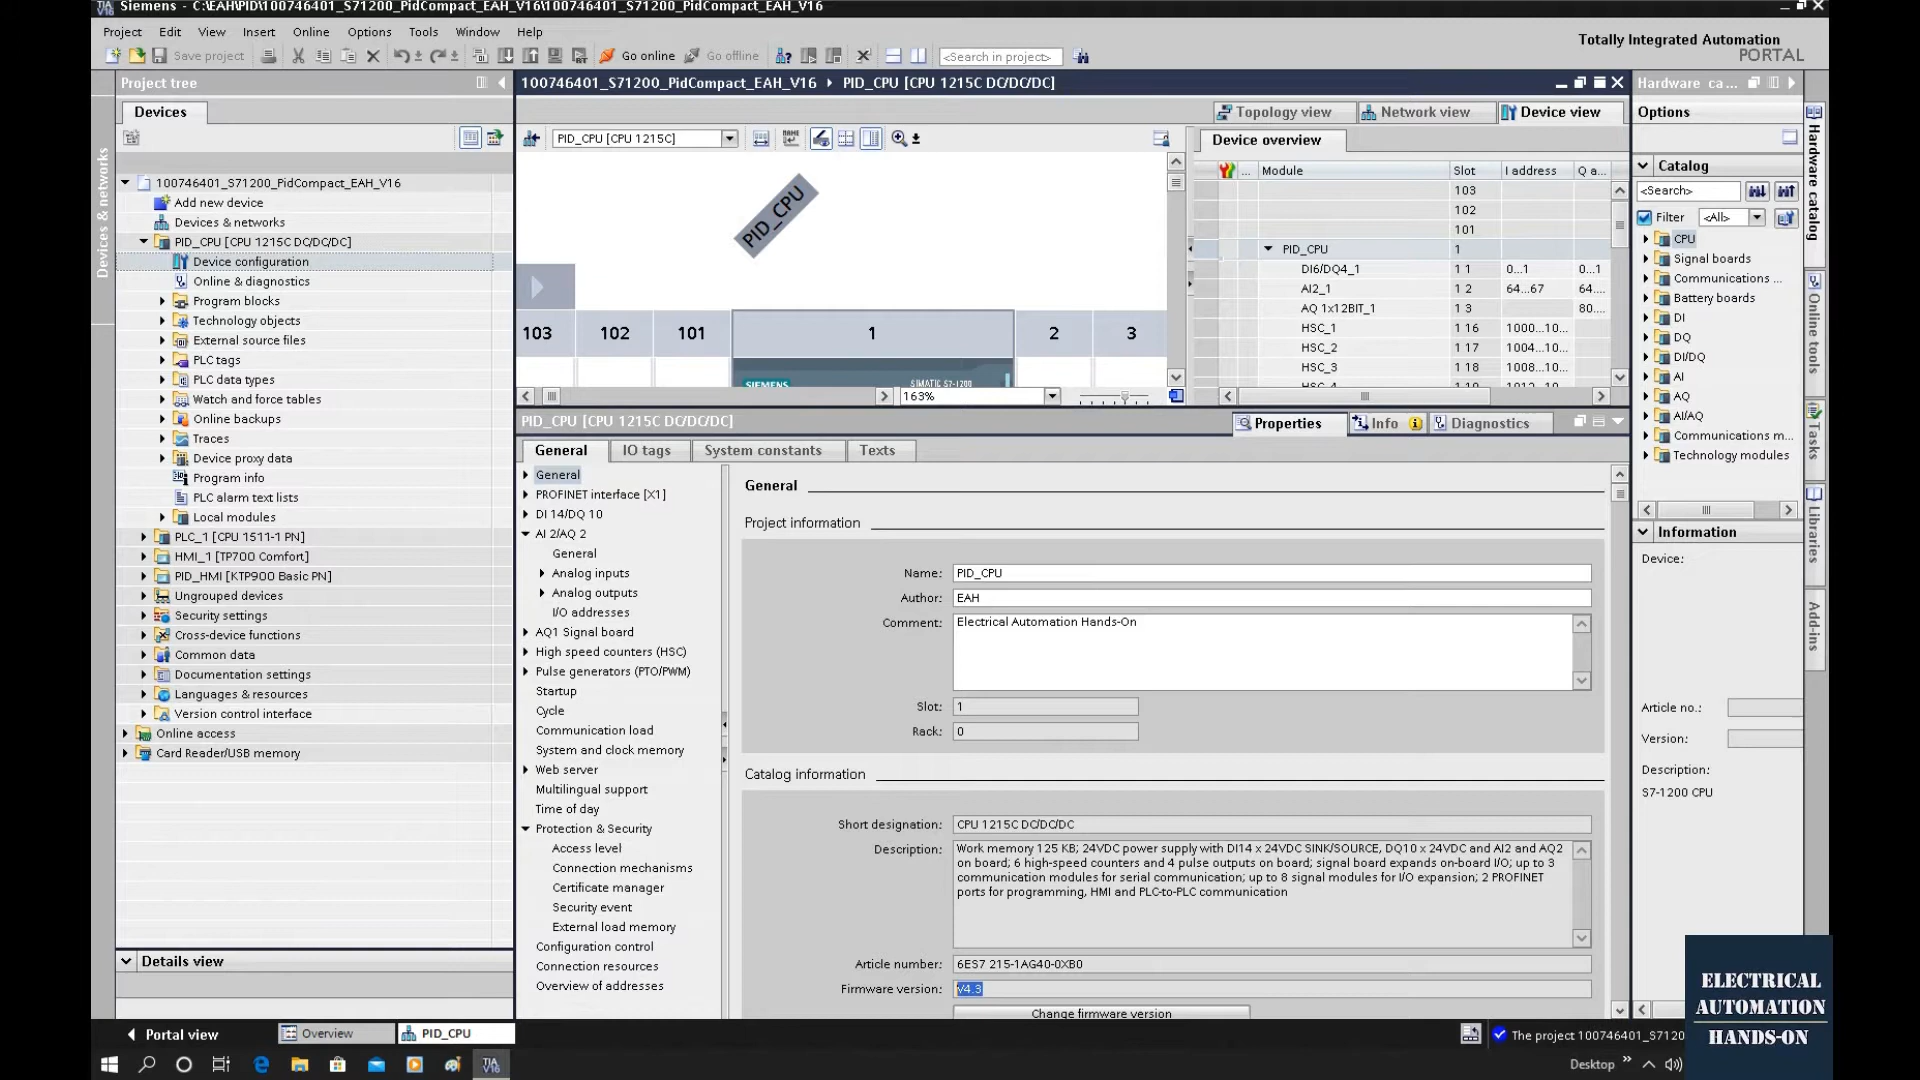 Siemens - C:\EAH\PID\100746401_S71200_PidCompact_EAH_V16\100746401_S71200_PidCompact_EAH_V16
Project Edit View Insert Online Options Tools Window Help
Totally Integrated Automation
PORTAL
Save project
Go online
Go offline
<Search in project>
Project tree
Devices
Devices & networks
100746401_S71200_PidCompact_EAH_V16
Add new device
Devices & networks
PID_CPU [CPU 1215C DC/DC/DC]
Device configuration
Online & diagnostics
Program blocks
Technology objects
External source files
PLC tags
PLC data types
Watch and force tables
Online backups
Traces
Device proxy data
Program info
PLC alarm text lists
Local modules
PLC_1 [CPU 1511-1 PN]
HMI_1 [TP700 Comfort]
PID_HMI [KTP900 Basic PN]
Ungrouped devices
Security settings
Cross-device functions
Common data
Documentation settings
Languages & resources
Version control interface
Online access
Card Reader/USB memory
Details view
100746401_S71200_PidCompact_EAH_V16 PID_CPU [CPU 1215C DC/DC/DC]
Topology view Network view Device view
PID_CPU [CPU 1215C]
PID_CPU
103 102 101 1 2 3
SIEMENS SIMATIC S7-1200
163%
Device overview
... Module Slot I address Q a...
103
102
101
PID_CPU 1
DI6/DQ4_1 1 1 0...1 0...1
AI2_1 1 2 64...67 64....
AQ 1x12BIT_1 1 3 80....
HSC_1 1 16 1000...10...
HSC_2 1 17 1004...10...
HSC_3 1 18 1008...10...
HSC_4 1 19 1012...10...
PID_CPU [CPU 1215C DC/DC/DC]
Properties Info Diagnostics
General IO tags System constants Texts
General
PROFINET interface [X1]
DI 14/DQ 10
AI 2/AQ 2
General
Analog inputs
Analog outputs
I/O addresses
AQ1 Signal board
High speed counters (HSC)
Pulse generators (PTO/PWM)
Startup
Cycle
Communication load
System and clock memory
Web server
Multilingual support
Time of day
Protection & Security
Access level
Connection mechanisms
Certificate manager
Security event
External load memory
Configuration control
Connection resources
Overview of addresses
General
Project information
Name: PID_CPU
Author: EAH
Comment: Electrical Automation Hands-On
Slot: 1
Rack: 0
Catalog information
Short designation: CPU 1215C DC/DC/DC
Description: Work memory 125 KB; 24VDC power supply with DI14 x 24VDC SINK/SOURCE, DQ10 x 24VDC and AI2 and AQ2
on board; 6 high-speed counters and 4 pulse outputs on board; signal board expands on-board I/O; up to 3
communication modules for serial communication; up to 8 signal modules for I/O expansion; 2 PROFINET
ports for programming, HMI and PLC-to-PLC communication
Article number: 6ES7 215-1AG40-0XB0
Firmware version: V4.3
Change firmware version
Hardware ca...
Options
Catalog
<Search>
Filter <All>
CPU
Signal boards
Communications ...
Battery boards
DI
DQ
DI/DQ
AI
AQ
AI/AQ
Communications m...
Technology modules
Information
Device:
Article no.:
Version:
Description:
S7-1200 CPU
Hardware catalog
Online tools
Tasks
Libraries
Add-ins
ELECTRICAL
AUTOMATION
HANDS-ON
Portal view
Overview
PID_CPU
The project 100746401_S7120
TIA
V16
Desktop